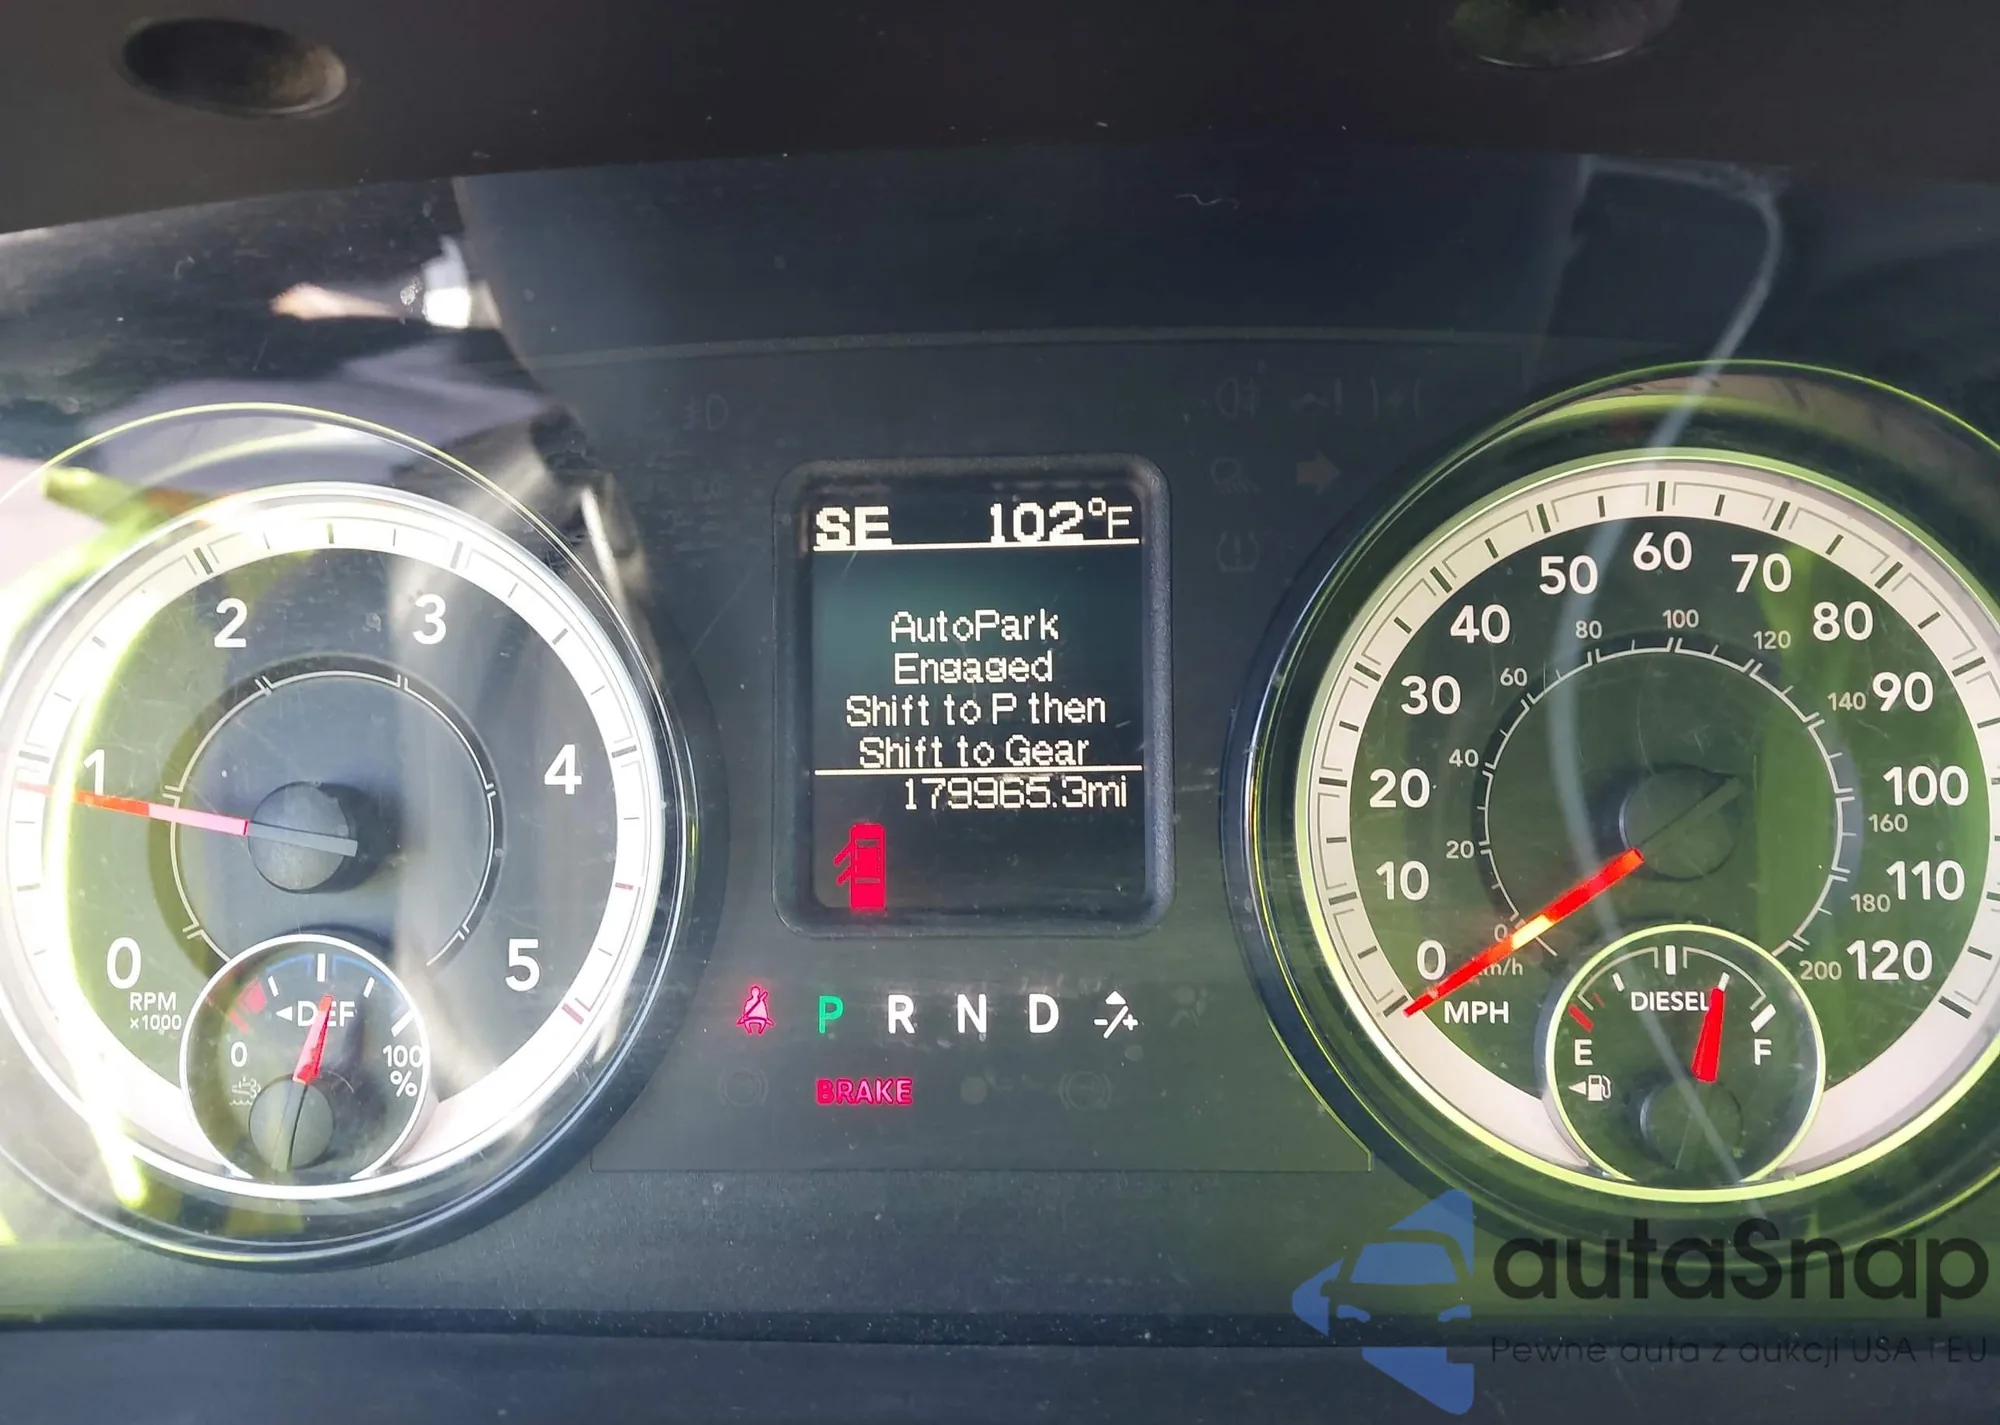 SE 102°F
AutoPark
Engaged
Shift to P then
Shift to Gear
179965.3mi
0 1 2 3 4 5
RPM
x1000
◄DEF
0 100
%
0 10 20 30 40 50 60 70 80 90 100 110 120
MPH
0 20 40 60 80 100 120 140 160 180 200
km/h
DIESEL
E F
P R N D -/+
BRAKE
autaSnap
Pewne auta z aukcji USA i EU